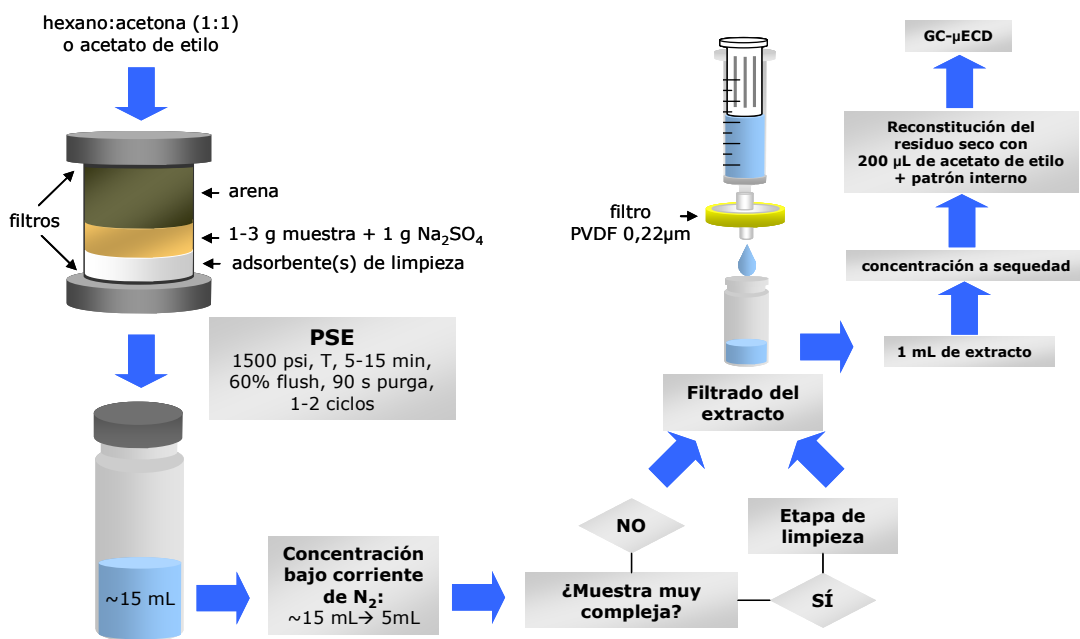 hexano:acetona (1:1)
o acetato de etilo
filtros
arena
1-3 g muestra + 1 g Na₂SO₄
adsorbente(s) de limpieza
PSE
1500 psi, T, 5-15 min,
60% flush, 90 s purga,
1-2 ciclos
~15 mL
Concentración
bajo corriente
de N₂:
~15 mL→ 5mL
¿Muestra muy
compleja?
NO
SÍ
Etapa de
limpieza
Filtrado del
extracto
filtro
PVDF 0,22µm
1 mL de extracto
concentración a sequedad
Reconstitución del
residuo seco con
200 µL de acetato de etilo
+ patrón interno
GC-µECD